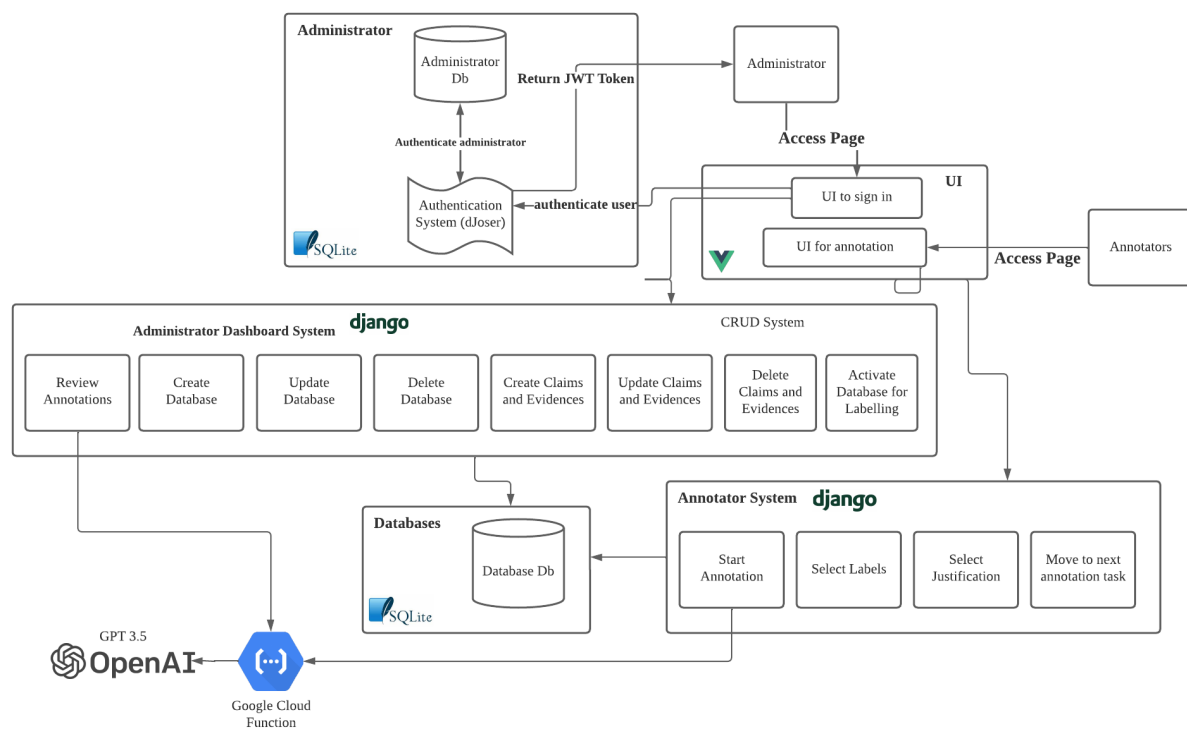 Administrator
Administrator
Db
Return JWT Token
Administrator
Authenticate administrator
Access Page
Authentication
System (dJoser)
authenticate user
UI
UI to sign in
UI for annotation
SQLite
Access Page
Annotators
Administrator Dashboard System
django
CRUD System
Review
Annotations
Create
Database
Update
Database
Delete
Database
Create Claims
and Evidences
Update Claims
and Evidences
Delete
Claims and
Evidences
Activate
Database for
Labelling
Databases
Database Db
SQLite
Annotator System
django
Start
Annotation
Select Labels
Select
Justification
Move to next
annotation task
GPT 3.5
OpenAI
Google Cloud
Function